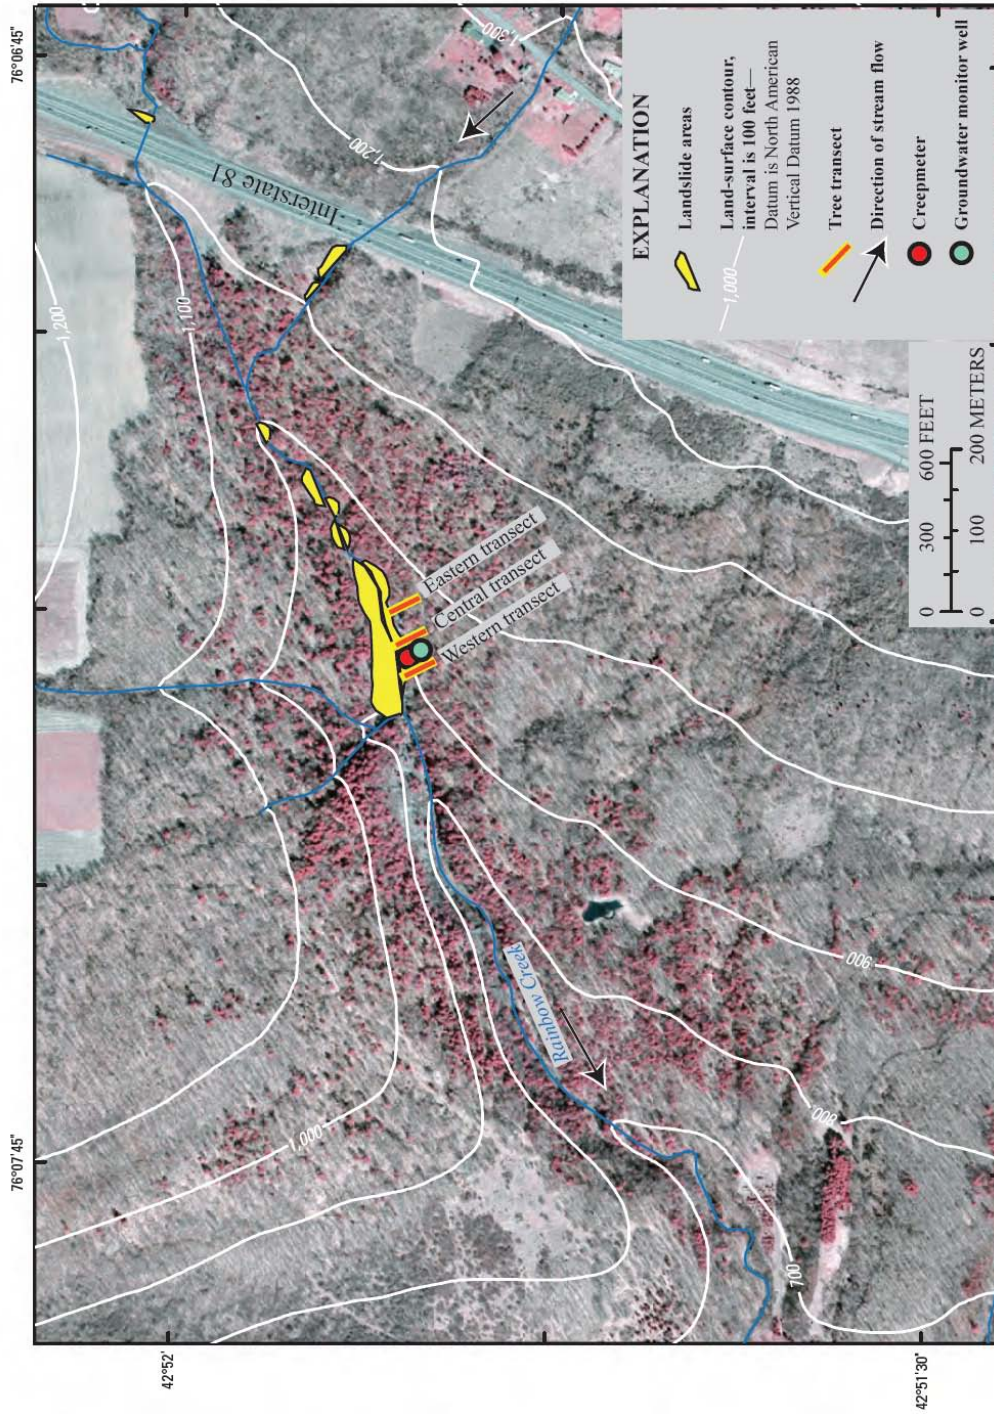 76°07'45"
76°06'45"
42°52'
42°51'30"
1,200
1,100
1,000
1,300
1,200
Interstate 81
Eastern transect
Central transect
Western transect
Rainbow Creek
900
800
700
EXPLANATION
Landslide areas
1,000
Land-surface contour,
interval is 100 feet—
Datum is North American
Vertical Datum 1988
Tree transect
Direction of stream flow
Creepmeter
Groundwater monitor well
0 300 600 FEET
0 100 200 METERS